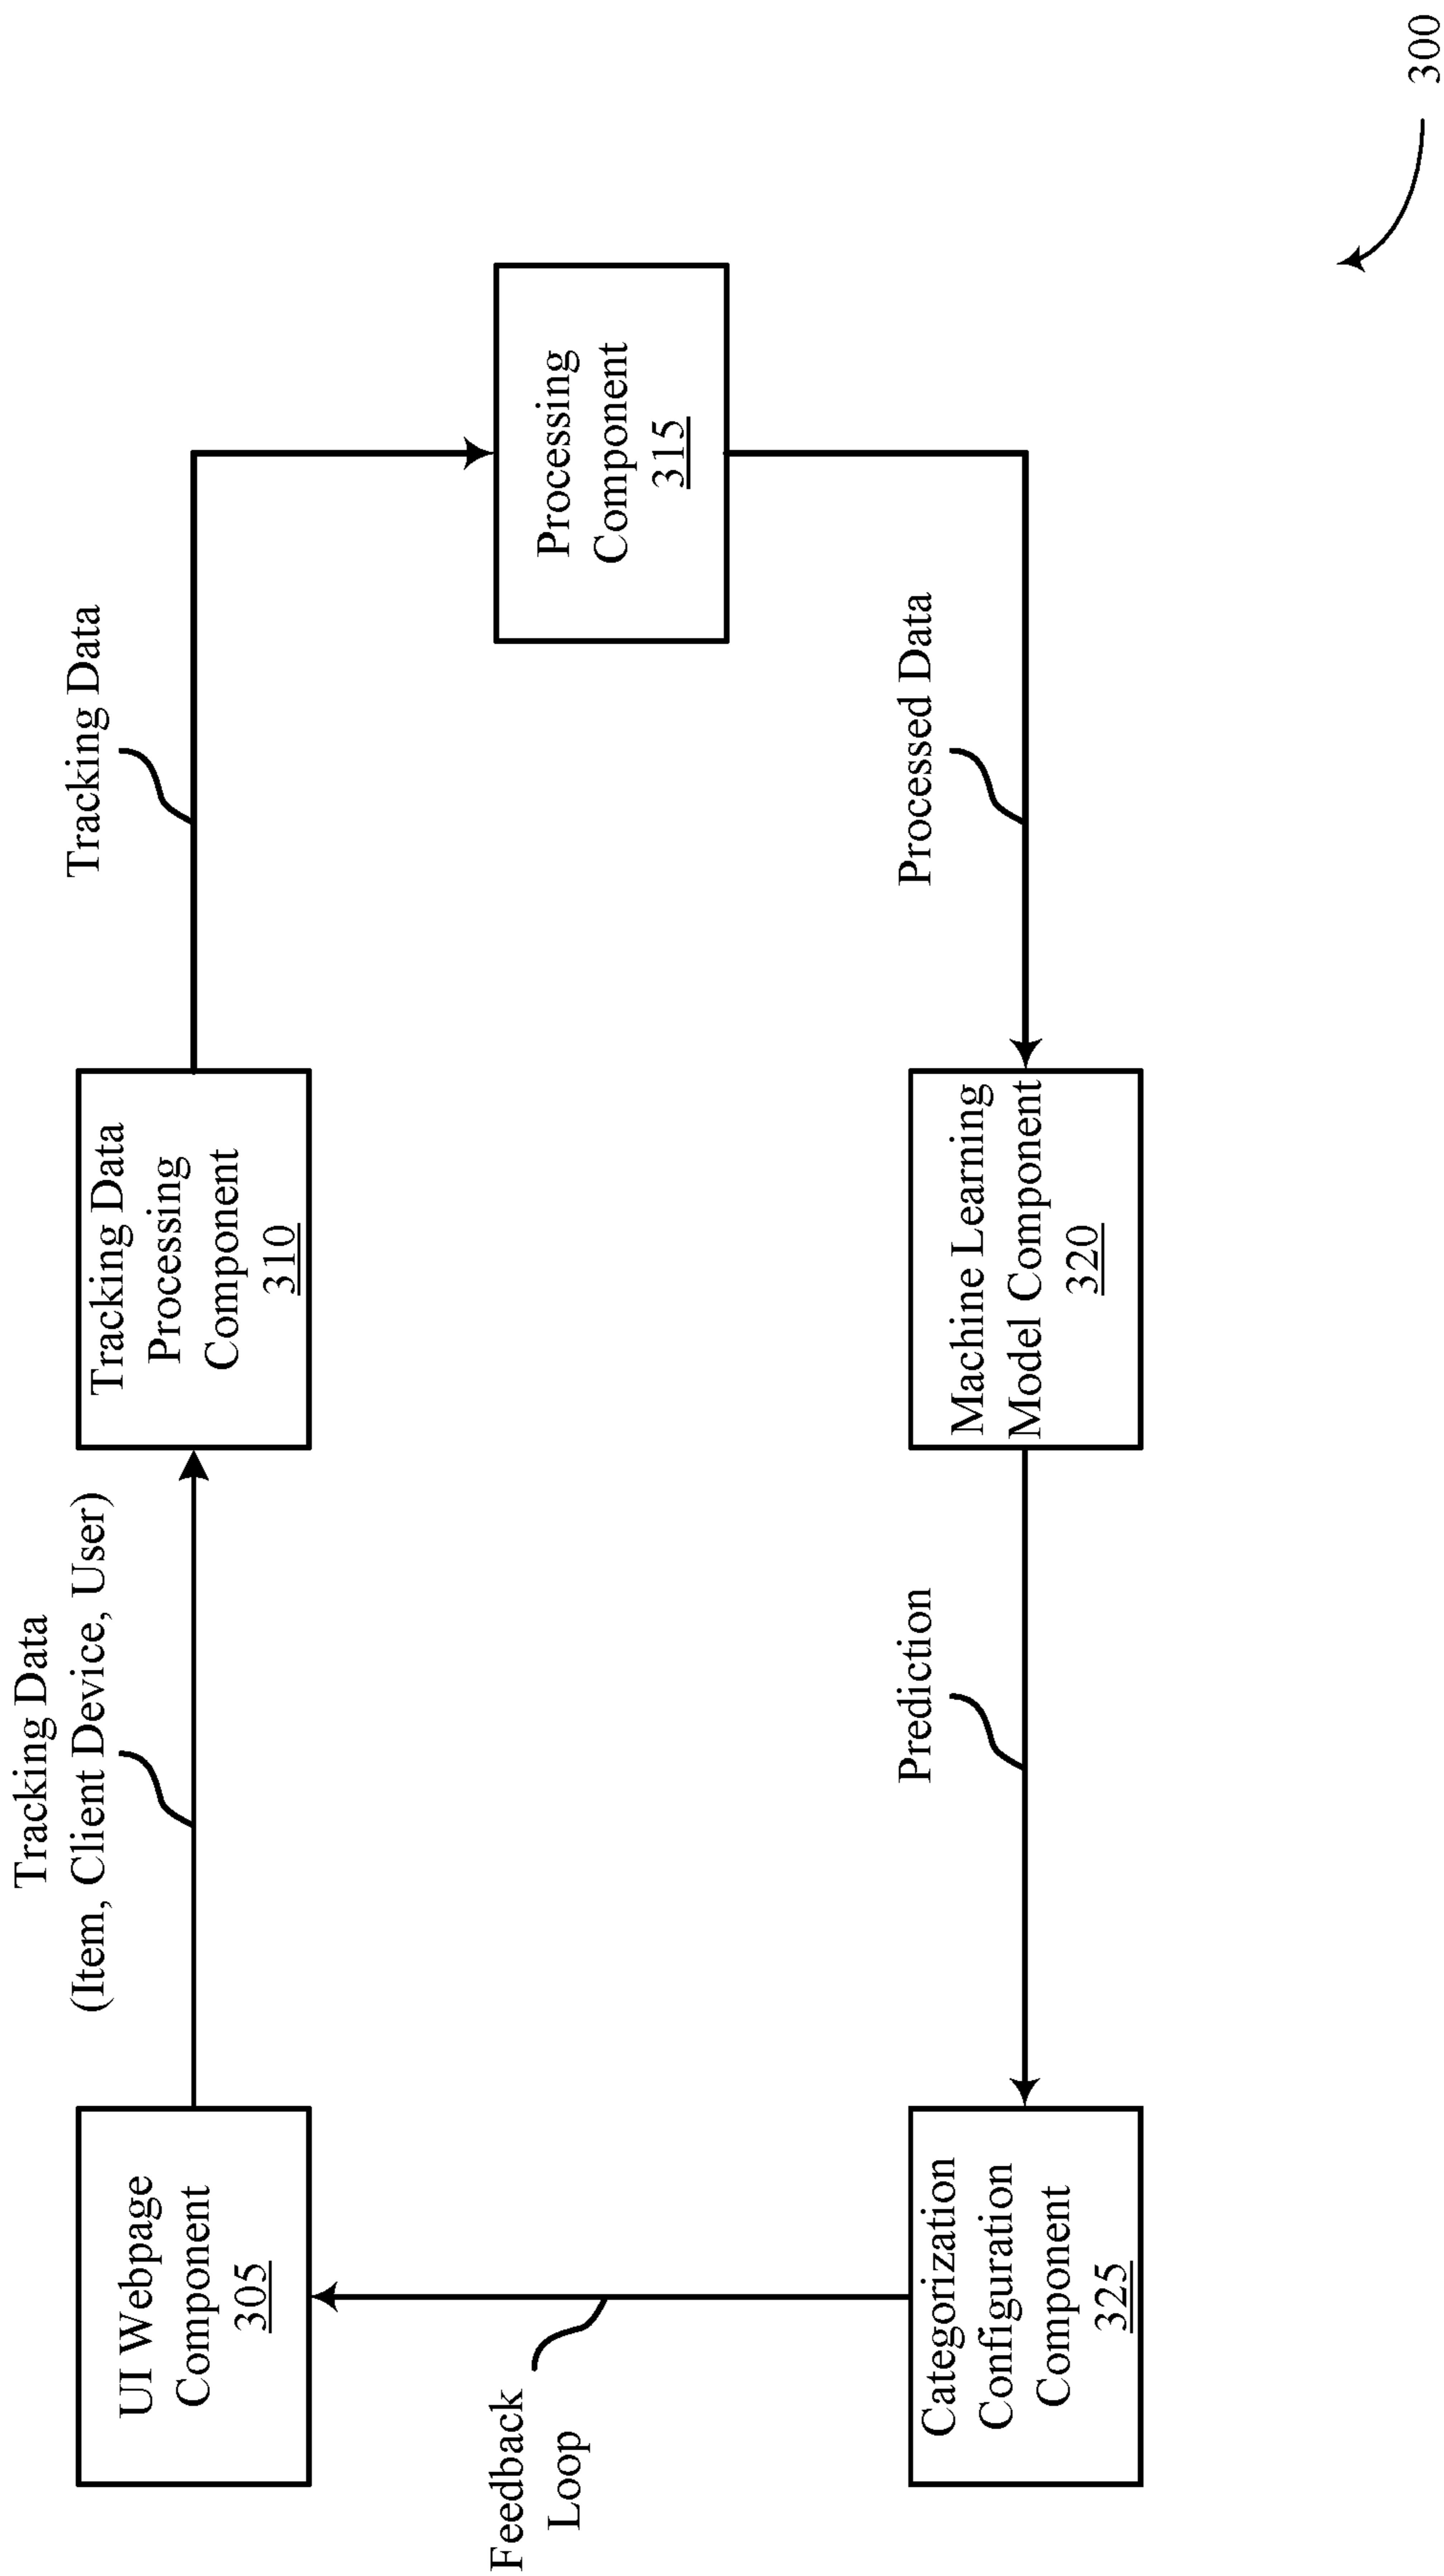 Tracking Data
(Item, Client Device, User)
Tracking Data
UI Webpage
Component
305
Tracking Data
Processing
Component
310
Processing
Component
315
Feedback
Loop
Prediction
Processed Data
Categorization
Configuration
Component
325
Machine Learning
Model Component
320
300